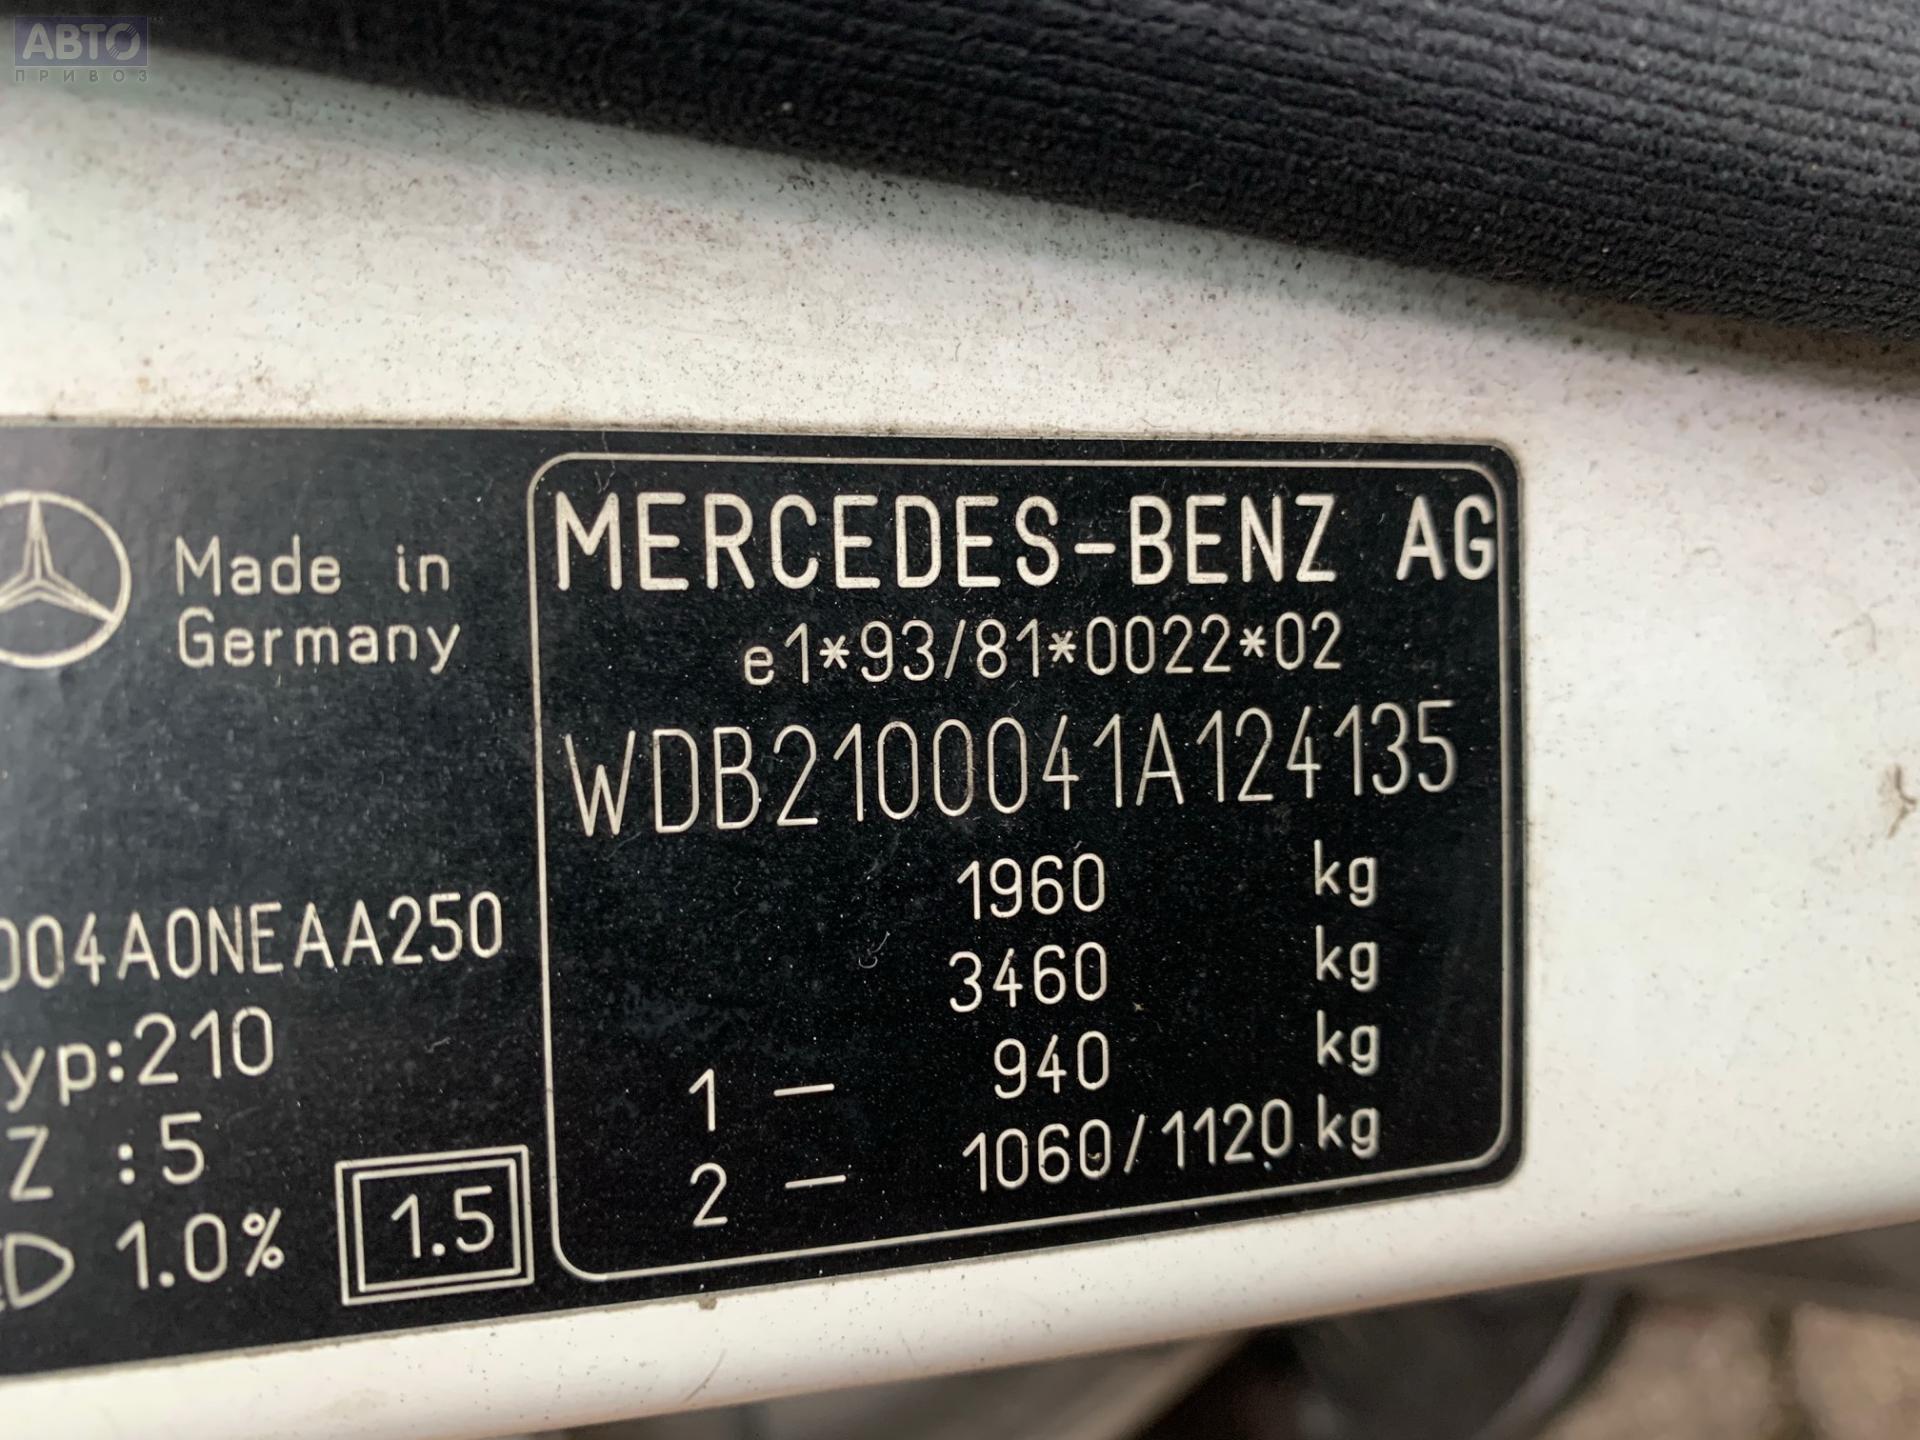 АВТО
ПРИВОЗ
Made in
Germany
004A0NEAA250
yp:210
Z :5
D 1.0%
1.5
MERCEDES-BENZ AG
e1*93/81*0022*02
WDB2100041A124135
1960 kg
3460 kg
1 – 940 kg
2 – 1060/1120 kg